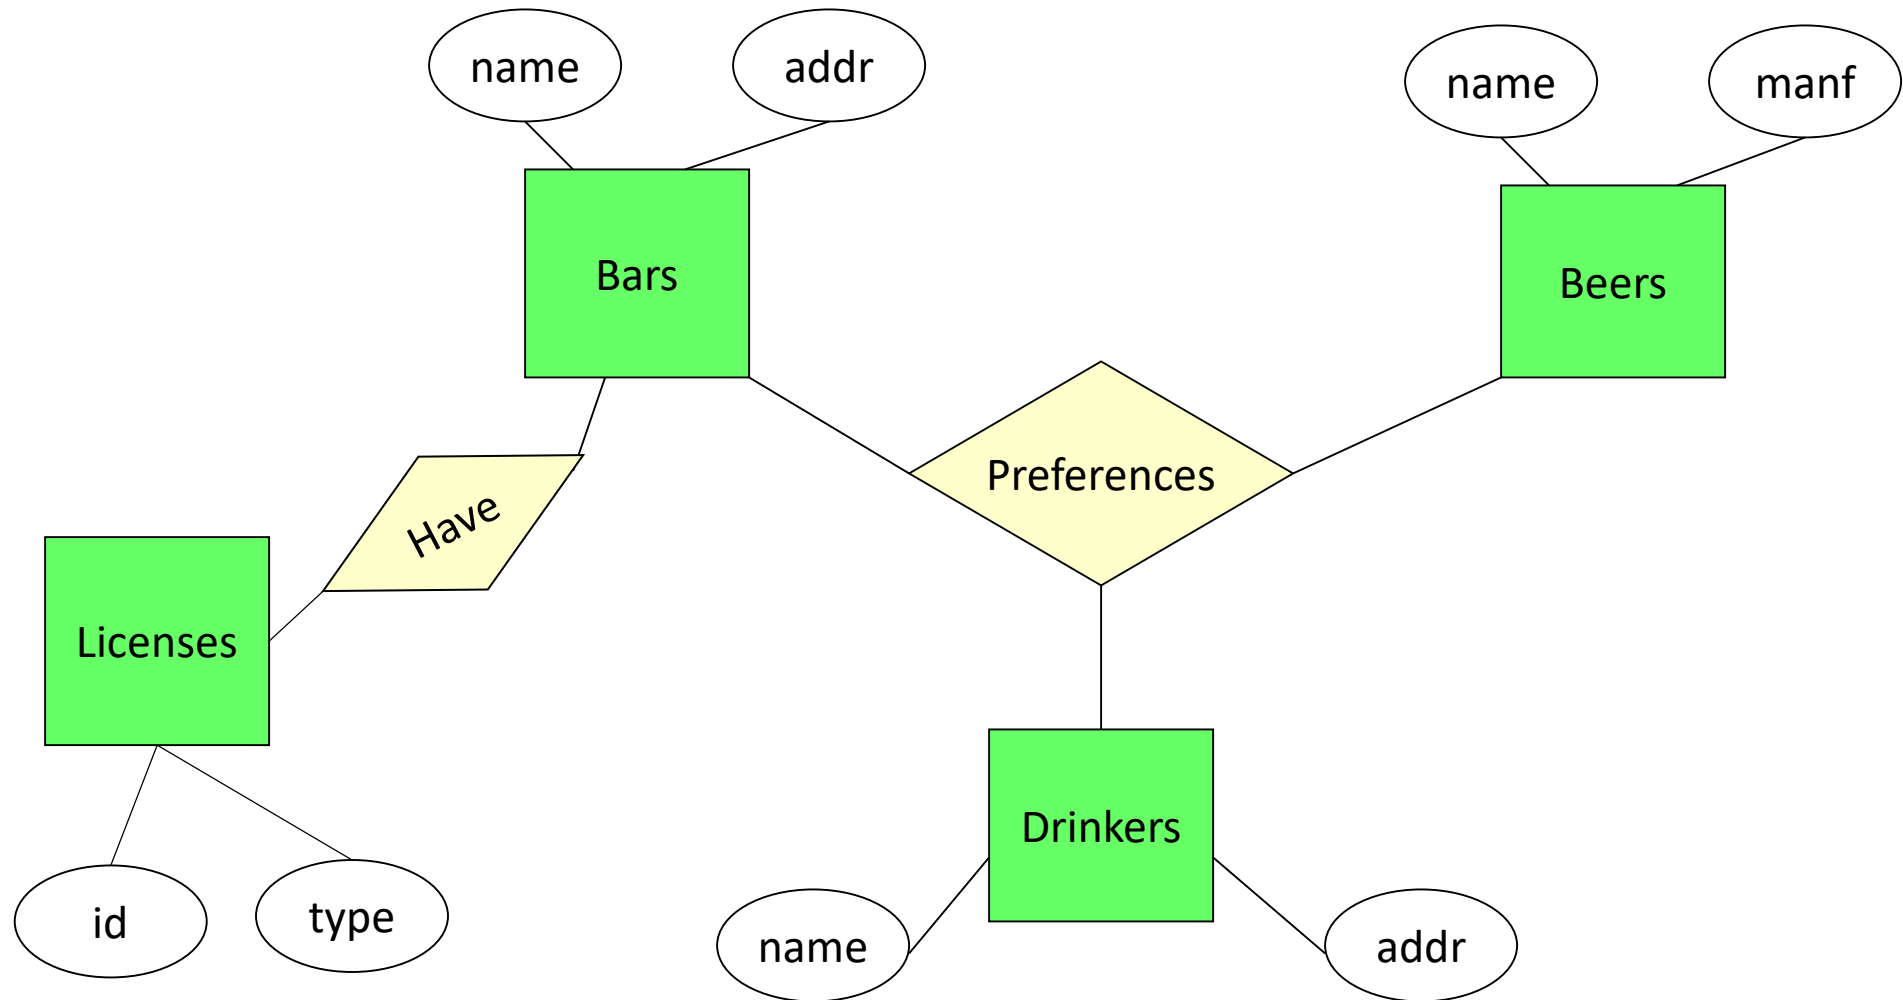 name
addr
name
manf
Bars
Beers
Preferences
Have
Licenses
Drinkers
id
type
name
addr